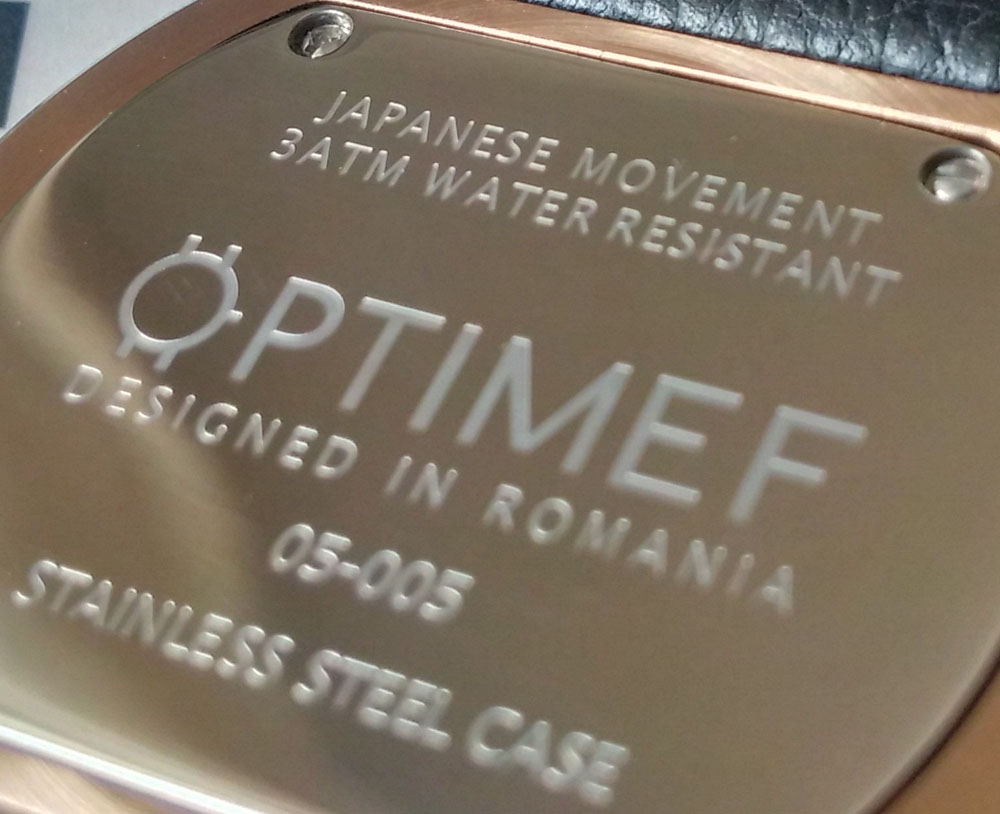 JAPANESE MOVEMENT
3ATM WATER RESISTANT
OPTIMEF
DESIGNED IN ROMANIA
05-005
STAINLESS STEEL CASE